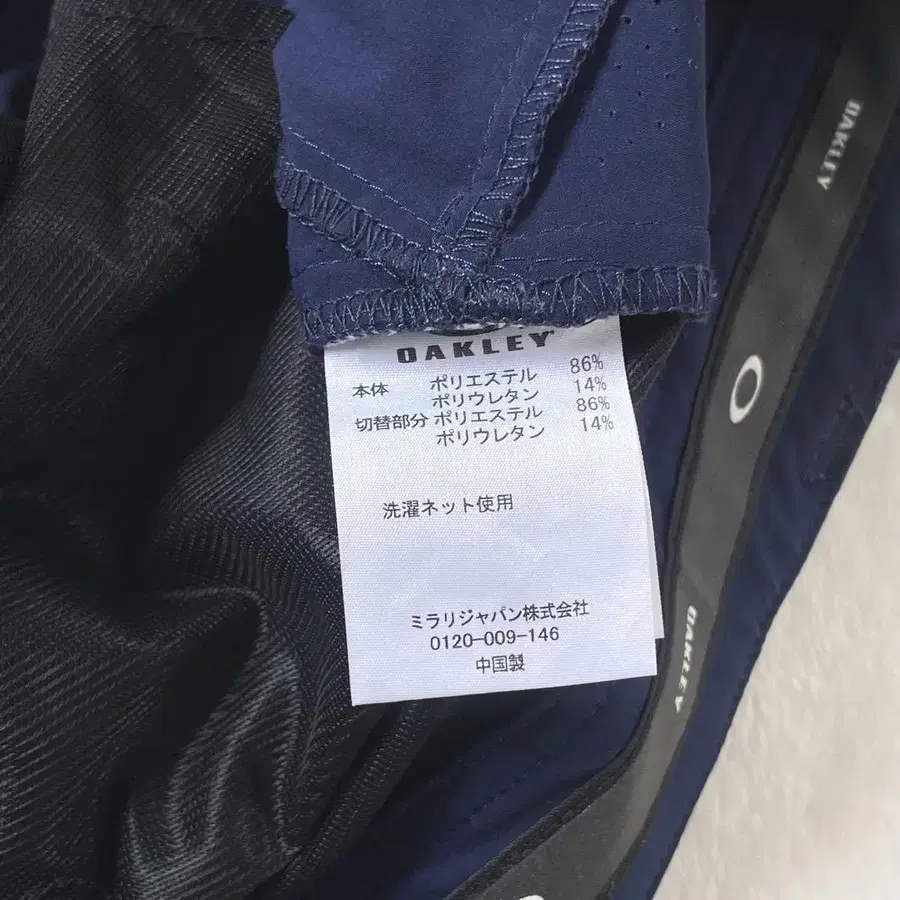 OAKLEY
本体 ポリエステル 86%
ポリウレタン 14%
切替部分 ポリエステル 86%
ポリウレタン 14%
洗濯ネット使用
ミラリジャパン株式会社
0120-009-146
中国製
OAKLEY
OAKLEY